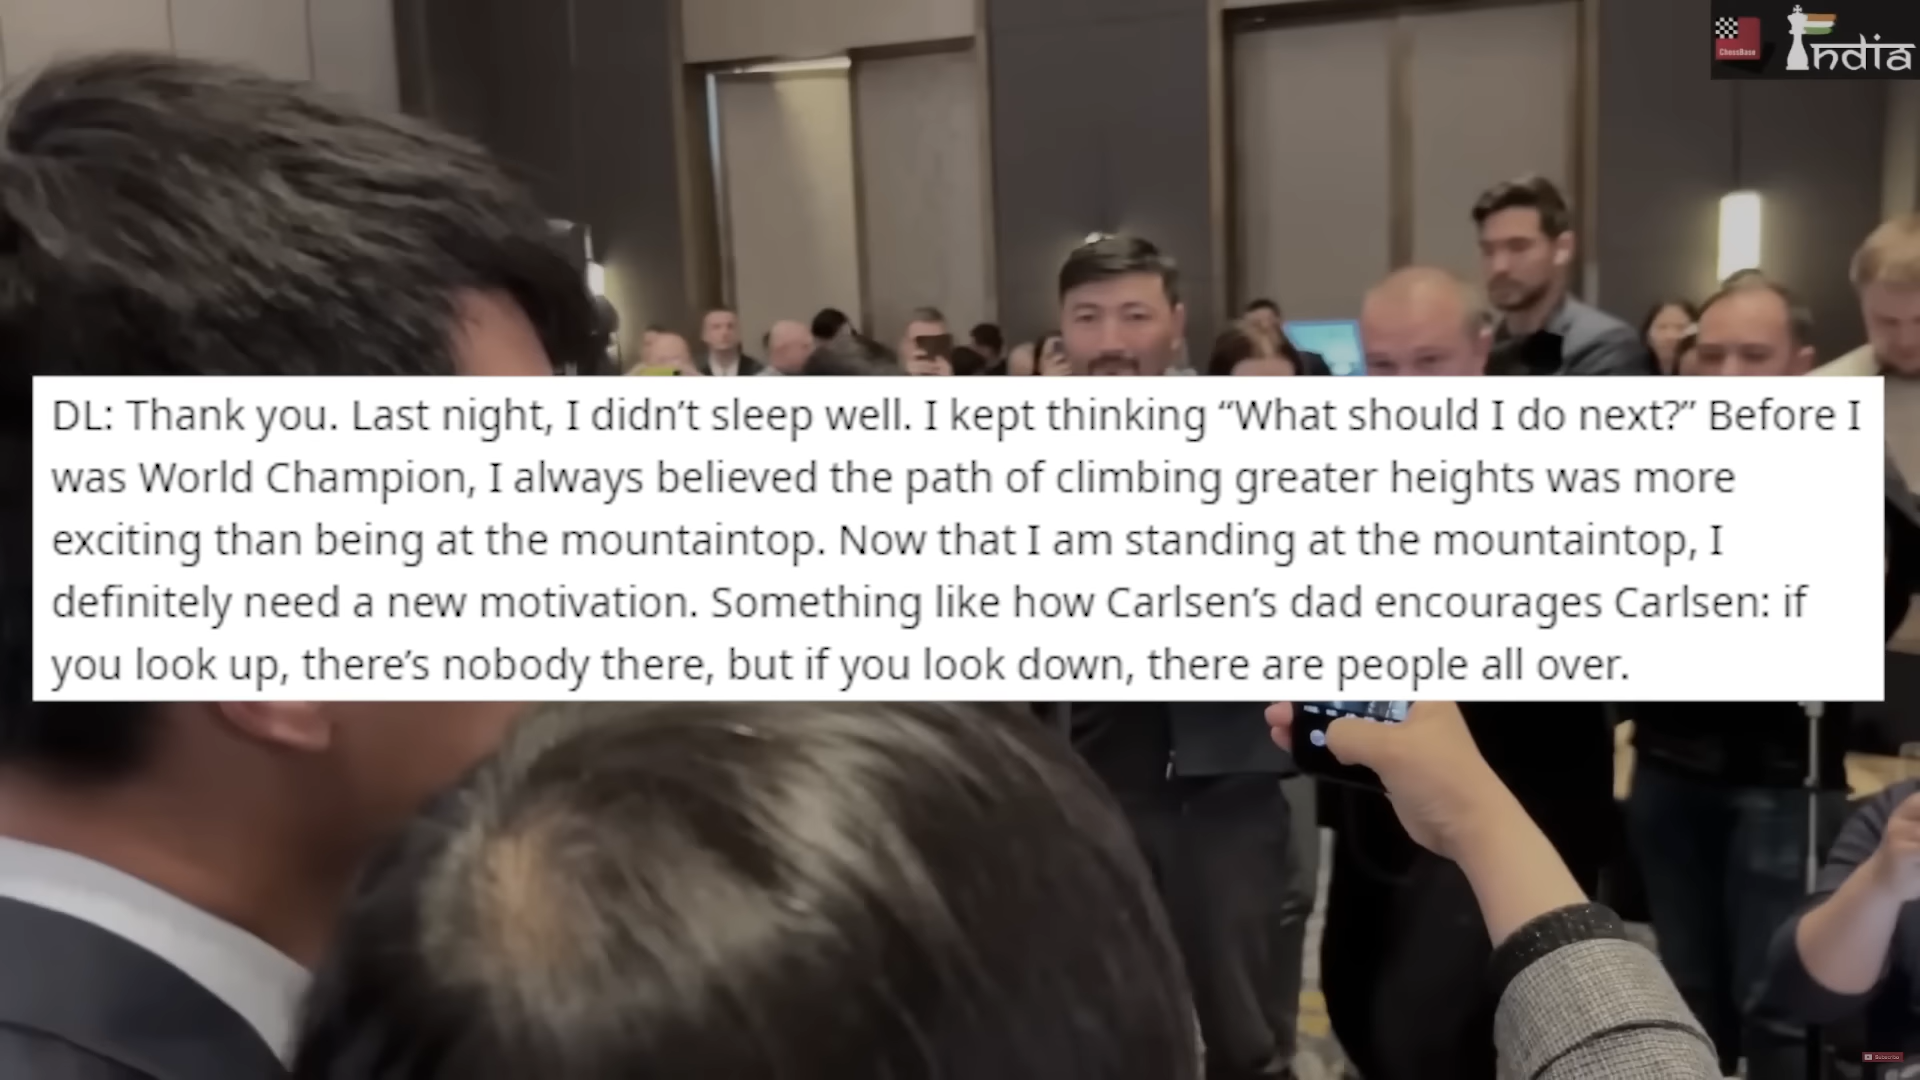 ChessBase
India
DL: Thank you. Last night, I didn’t sleep well. I kept thinking “What should I do next?” Before I
was World Champion, I always believed the path of climbing greater heights was more
exciting than being at the mountaintop. Now that I am standing at the mountaintop, I
definitely need a new motivation. Something like how Carlsen’s dad encourages Carlsen: if
you look up, there’s nobody there, but if you look down, there are people all over.
Subscribe